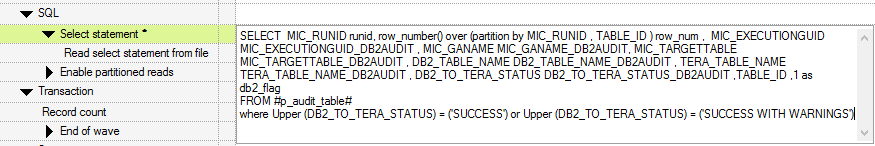 SQL
Select statement *
Read select statement from file
Enable partitioned reads
Transaction
Record count
End of wave
SELECT MIC_RUNID runid, row_number() over (partition by MIC_RUNID , TABLE_ID ) row_num , MIC_EXECUTIONGUID
MIC_EXECUTIONGUID_DB2AUDIT , MIC_GANAME MIC_GANAME_DB2AUDIT, MIC_TARGETTABLE
MIC_TARGETTABLE_DB2AUDIT , DB2_TABLE_NAME DB2_TABLE_NAME_DB2AUDIT , TERA_TABLE_NAME
TERA_TABLE_NAME_DB2AUDIT , DB2_TO_TERA_STATUS DB2_TO_TERA_STATUS_DB2AUDIT ,TABLE_ID ,1 as
db2_flag
FROM #p_audit_table#
where Upper (DB2_TO_TERA_STATUS) = ('SUCCESS') or Upper (DB2_TO_TERA_STATUS) = ('SUCCESS WITH WARNINGS')